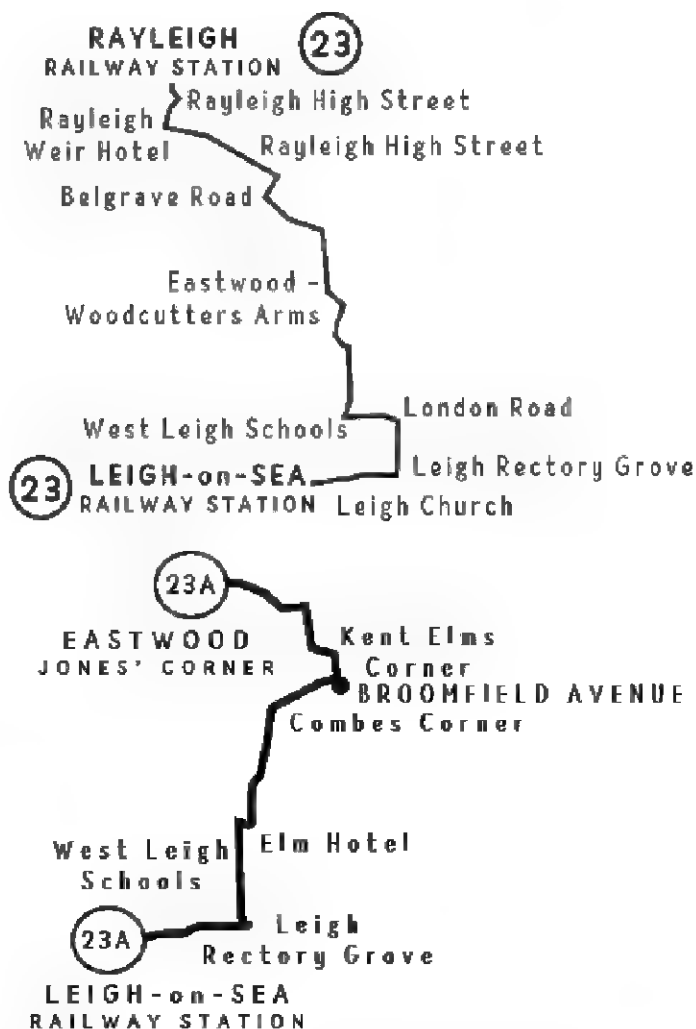 RAYLEIGH
23
RAILWAY STATION
Rayleigh High Street
Rayleigh
Weir Hotel
Rayleigh High Street
Belgrave Road
Eastwood -
Woodcutters Arms
London Road
West Leigh Schools
Leigh Rectory Grove
23
LEIGH-on-SEA
RAILWAY STATION
Leigh Church
23A
EASTWOOD
JONES' CORNER
Kent Elms
Corner
BROOMFIELD AVENUE
Combes Corner
Elm Hotel
West Leigh
Schools
23A
Leigh
Rectory Grove
LEIGH-on-SEA
RAILWAY STATION